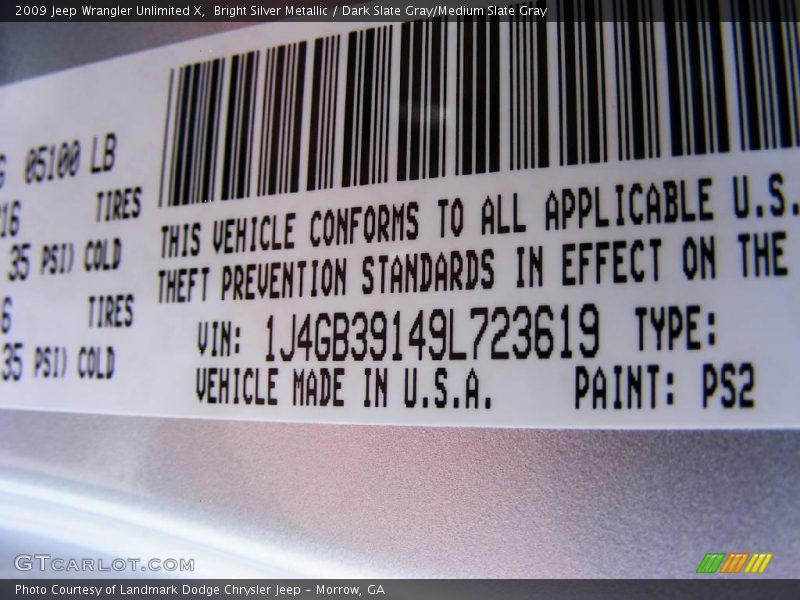 2009 Jeep Wrangler Unlimited X, Bright Silver Metallic / Dark Slate Gray/Medium Slate Gray
G 05100 LB
16 TIRES
35 PSI) COLD
6 TIRES
35 PSI) COLD
THIS VEHICLE CONFORMS TO ALL APPLICABLE U.S.
THEFT PREVENTION STANDARDS IN EFFECT ON THE
VIN: 1J4GB39149L723619 TYPE:
VEHICLE MADE IN U.S.A. PAINT: PS2
GTCARLOT.COM
Photo Courtesy of Landmark Dodge Chrysler Jeep – Morrow, GA